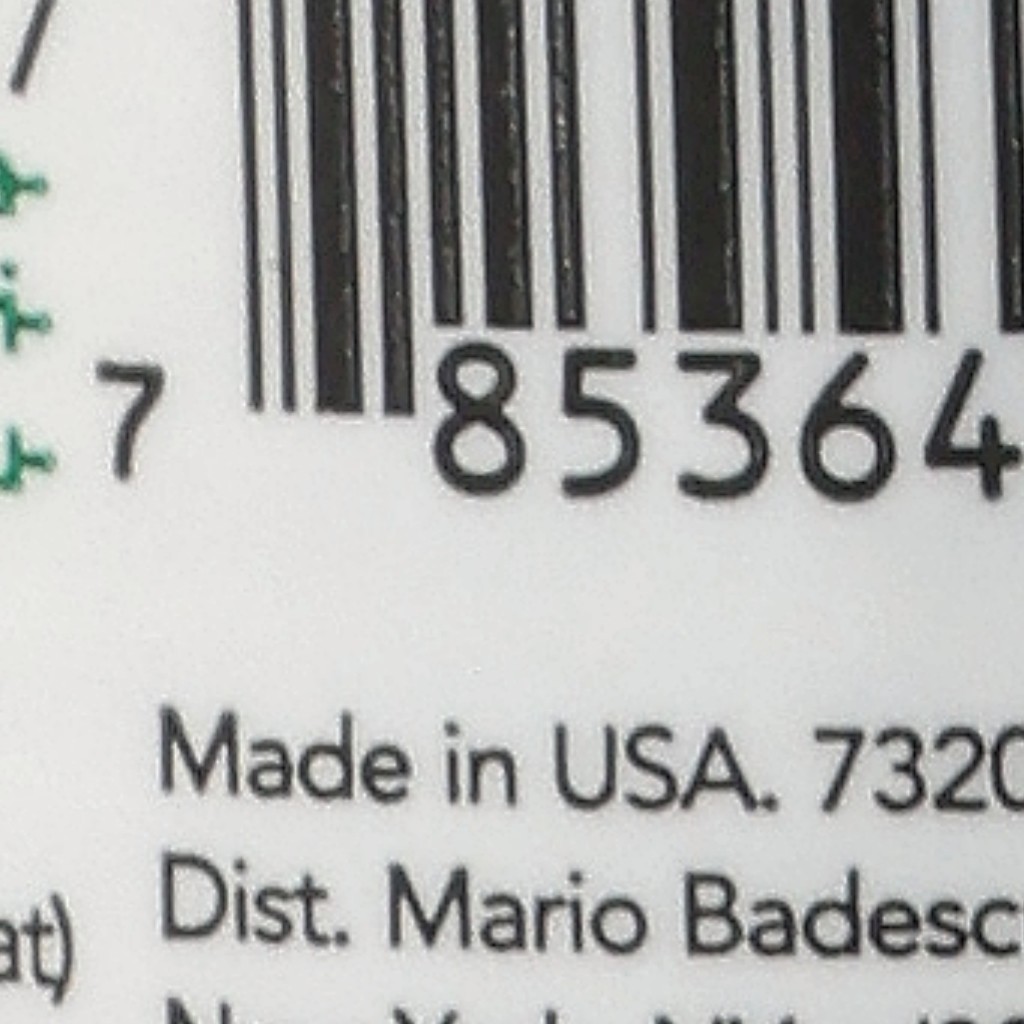 7 85364
Made in USA. 7320
Dist. Mario Badesc
at)